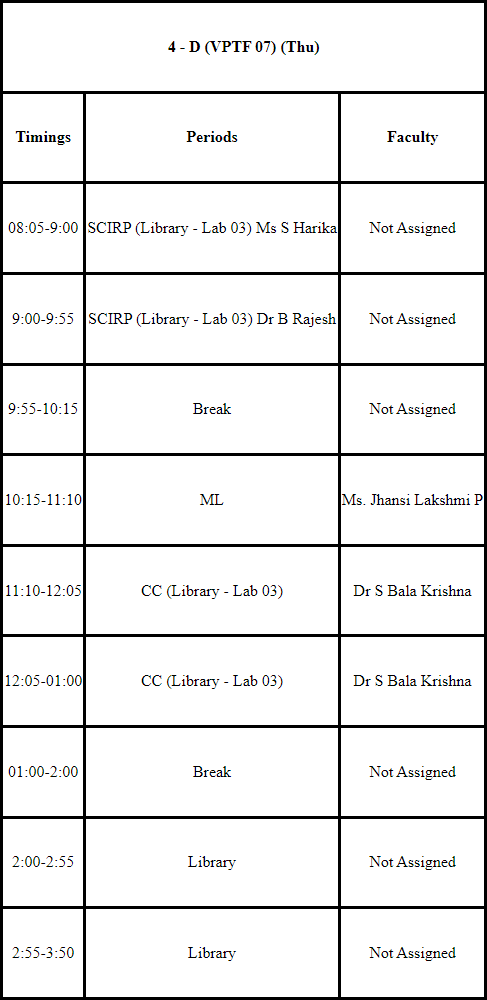 4 - D (VPTF 07) (Thu)
Timings Periods Faculty
08:05-9:00 SCIRP (Library - Lab 03) Ms S Harika Not Assigned
9:00-9:55 SCIRP (Library - Lab 03) Dr B Rajesh Not Assigned
9:55-10:15 Break Not Assigned
10:15-11:10 ML Ms. Jhansi Lakshmi P
11:10-12:05 CC (Library - Lab 03) Dr S Bala Krishna
12:05-01:00 CC (Library - Lab 03) Dr S Bala Krishna
01:00-2:00 Break Not Assigned
2:00-2:55 Library Not Assigned
2:55-3:50 Library Not Assigned